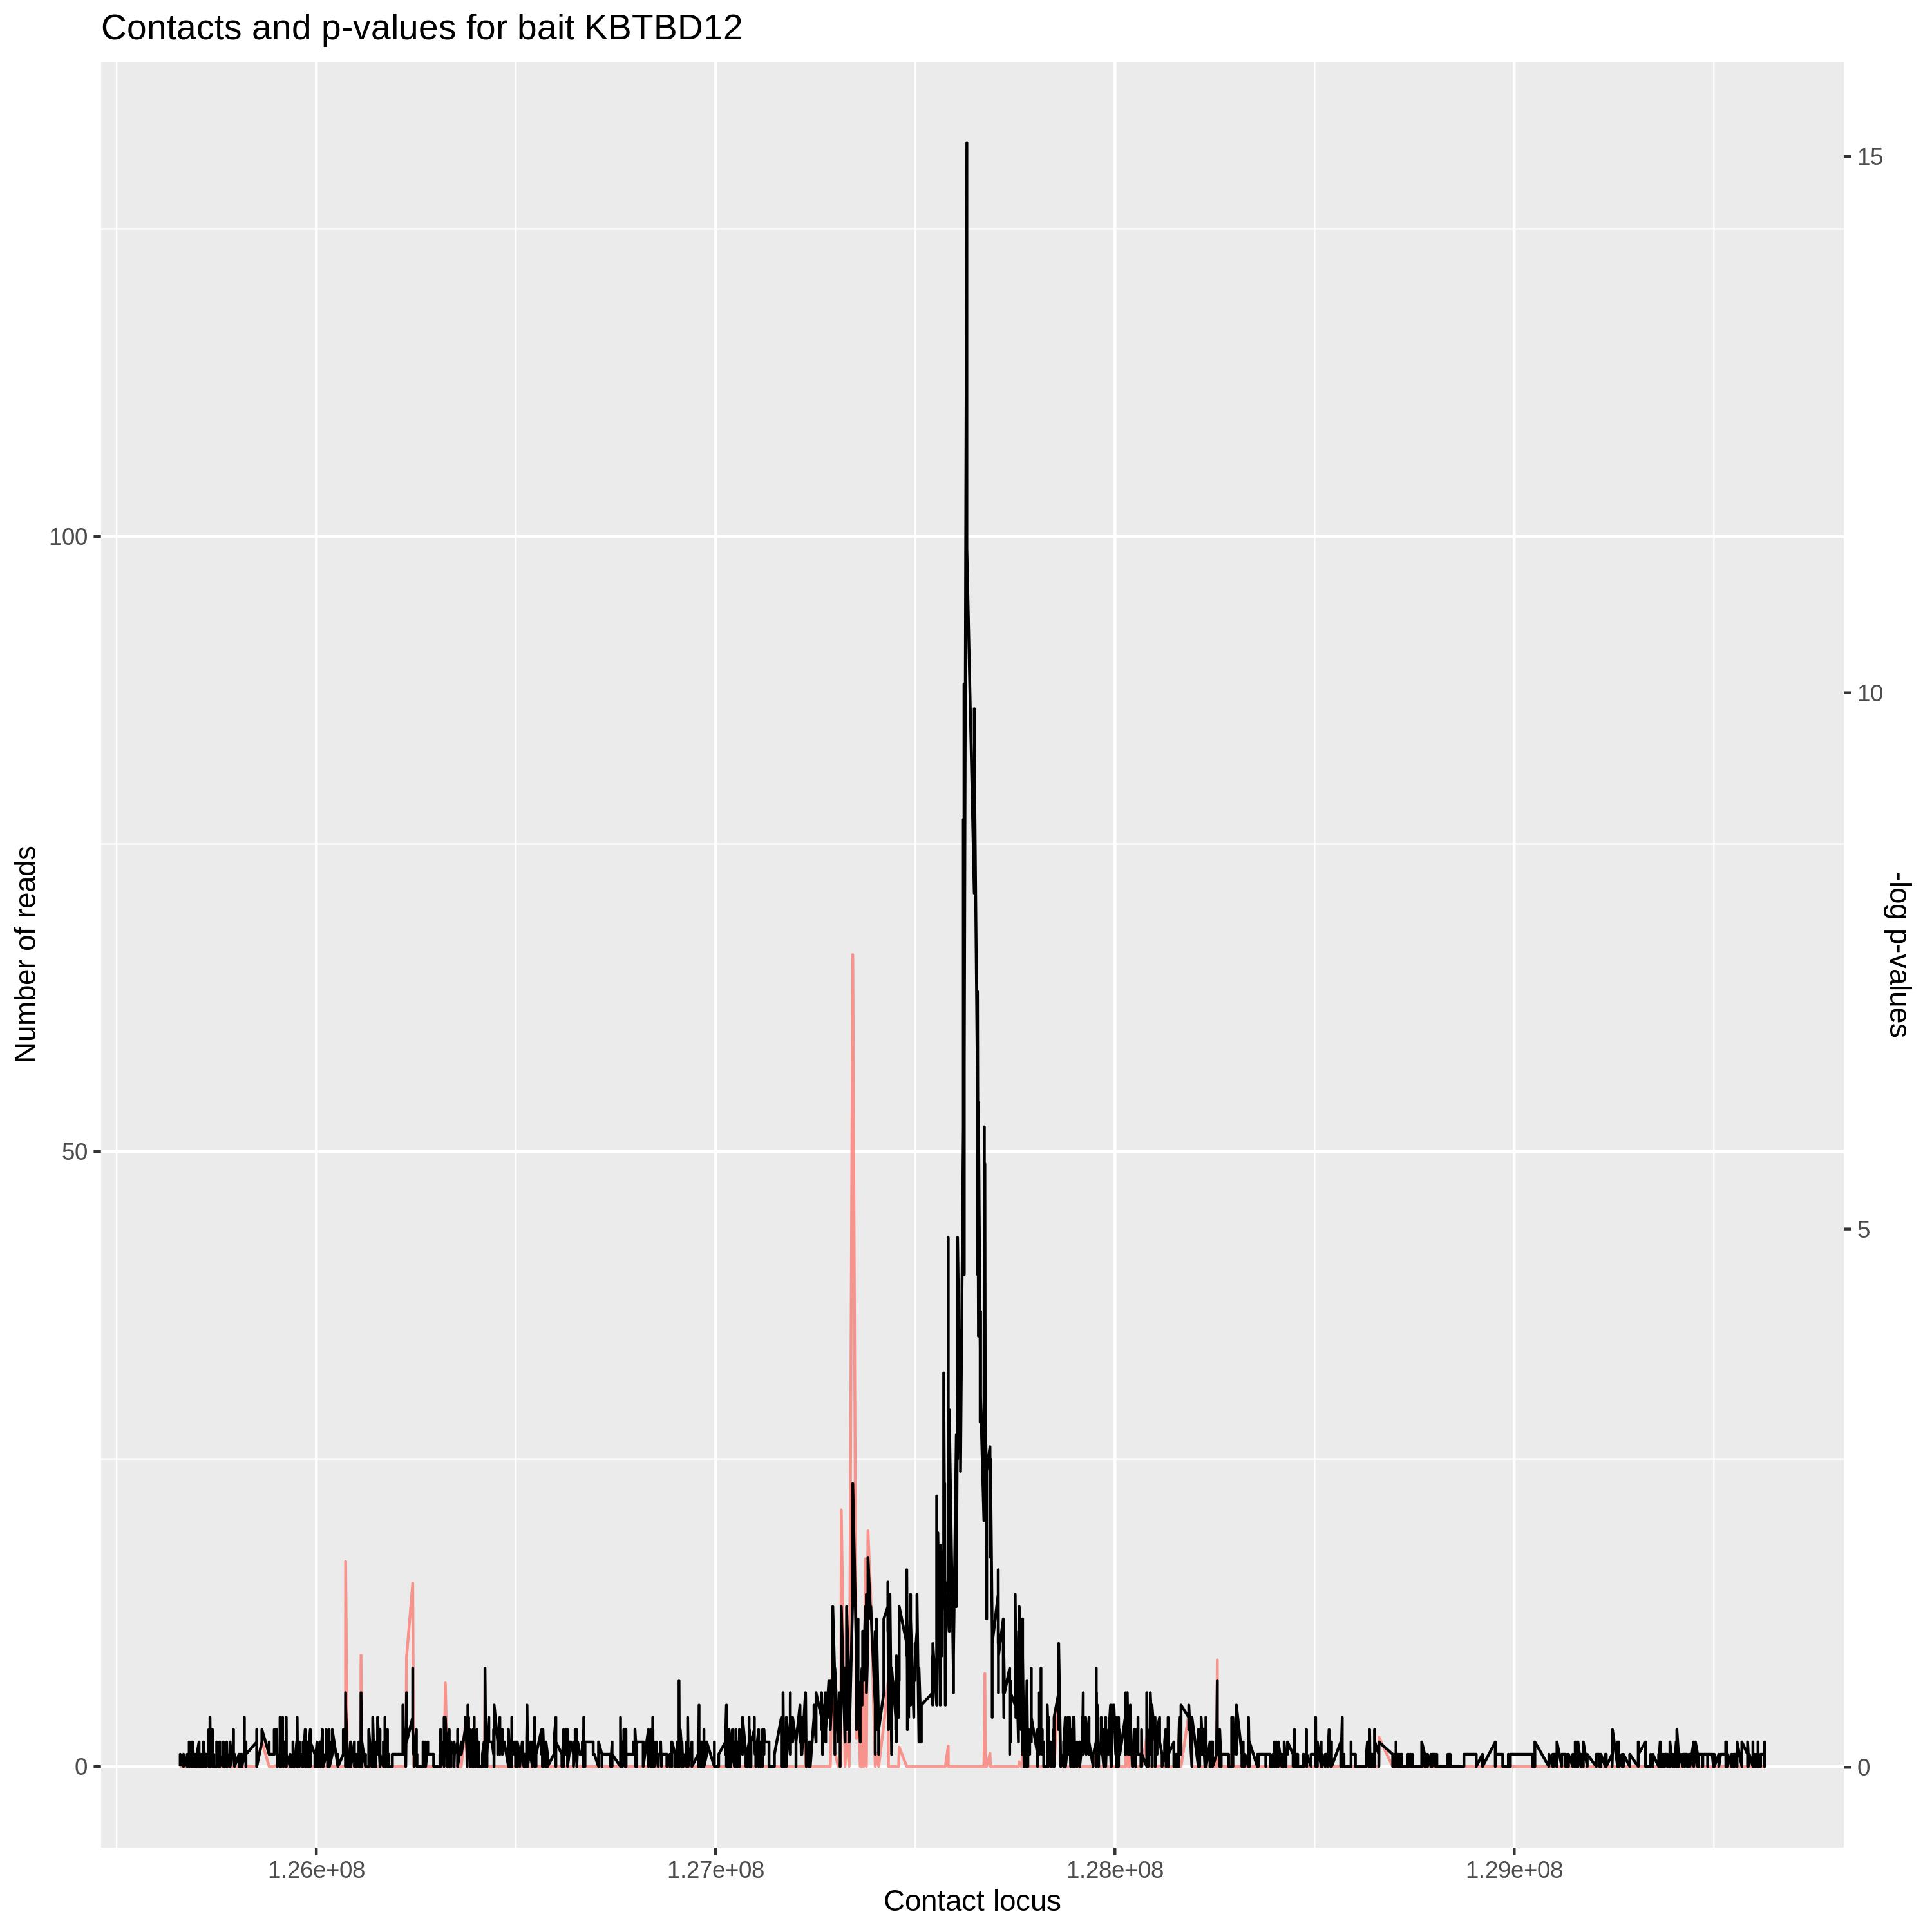 Contacts and p-values for bait KBTBD12
100
50
0
Number of reads
15
10
5
0
-log p-values
1.26e+08
1.27e+08
1.28e+08
1.29e+08
Contact locus